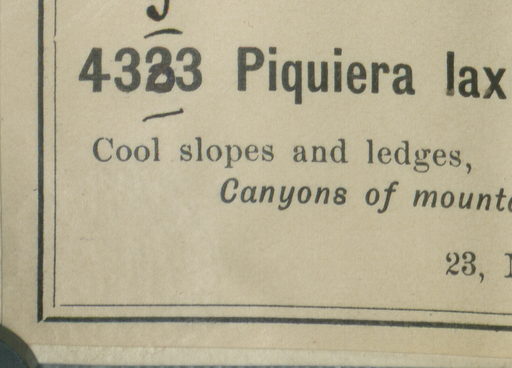 4333 Piquiera lax
Cool slopes and ledges,
Canyons of mount
23,